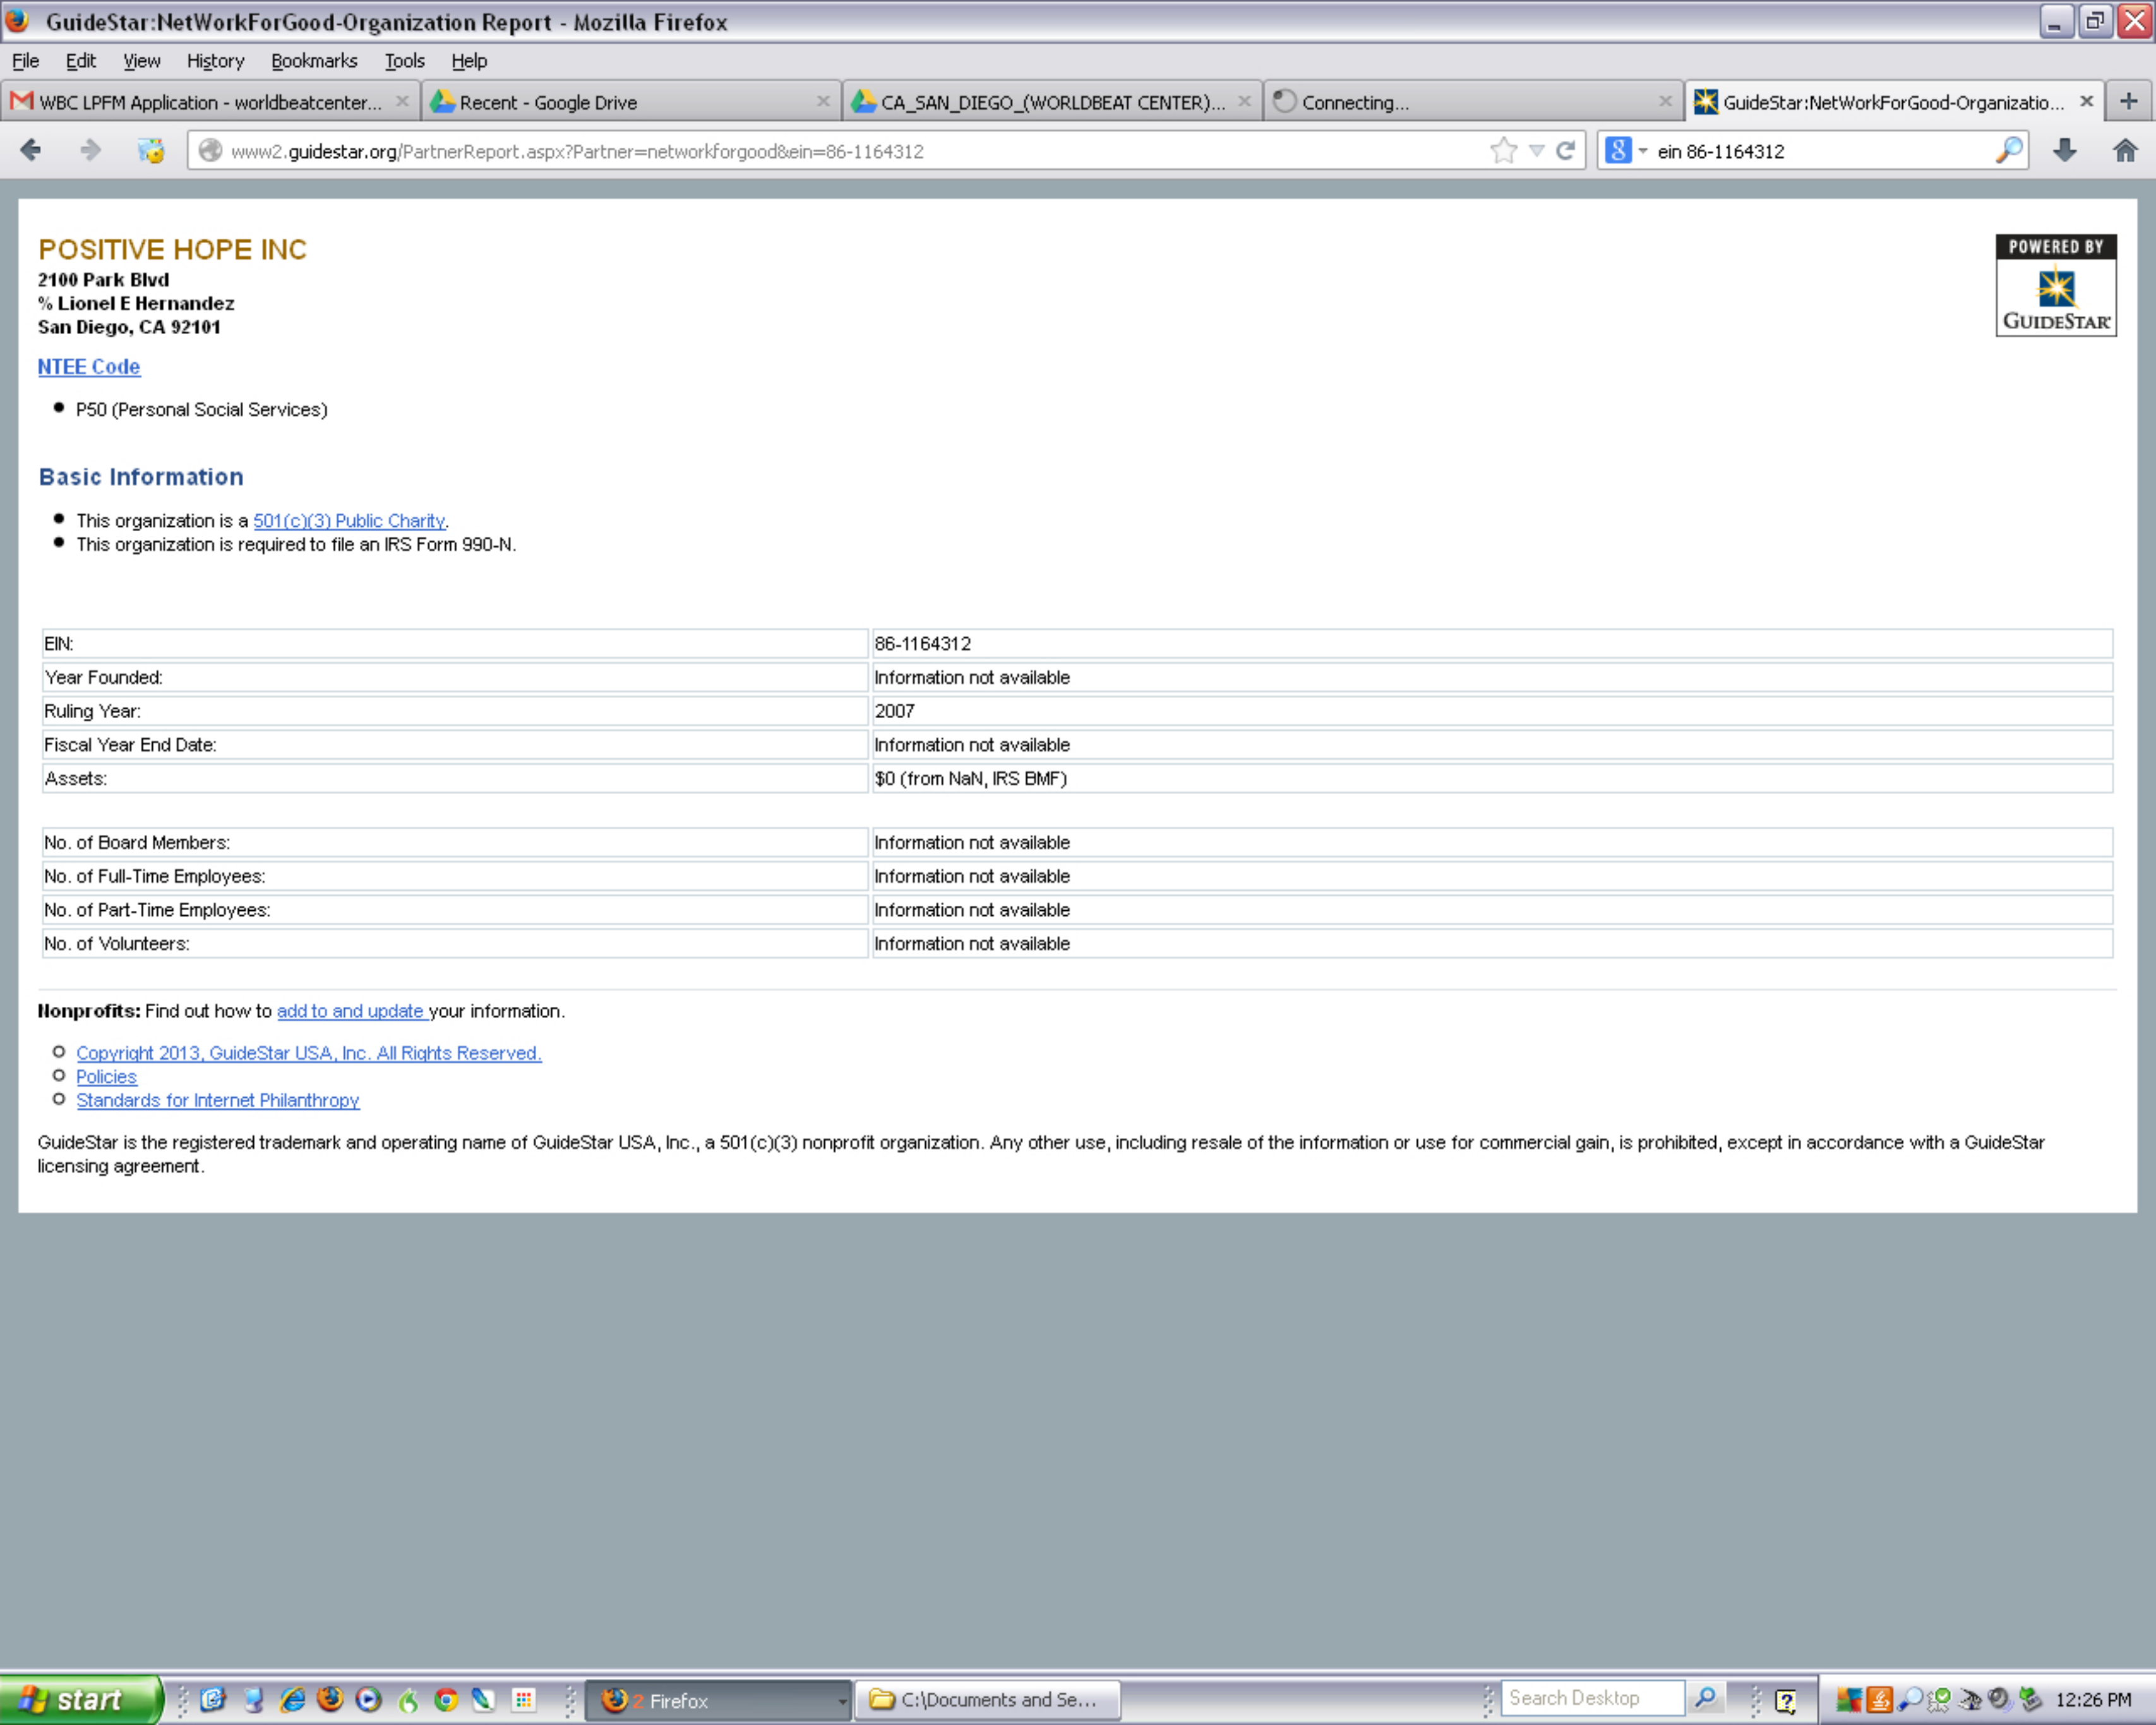 GuideStar:NetWorkForGood-Organization Report - Mozilla Firefox
File Edit View History Bookmarks Tools Help
WBC LPFM Application - worldbeatcenter... Recent - Google Drive CA_SAN_DIEGO_(WORLDBEAT CENTER)... Connecting... GuideStar:NetWorkForGood-Organizatio...
www2.guidestar.org/PartnerReport.aspx?Partner=networkforgood&ein=86-1164312 8 ein 86-1164312
POSITIVE HOPE INC
2100 Park Blvd
% Lionel E Hernandez
San Diego, CA 92101
POWERED BY
GUIDESTAR
NTEE Code
P50 (Personal Social Services)
Basic Information
This organization is a 501(c)(3) Public Charity.
This organization is required to file an IRS Form 990-N.
EIN: 86-1164312
Year Founded: Information not available
Ruling Year: 2007
Fiscal Year End Date: Information not available
Assets: $0 (from NaN, IRS BMF)
No. of Board Members: Information not available
No. of Full-Time Employees: Information not available
No. of Part-Time Employees: Information not available
No. of Volunteers: Information not available
Nonprofits: Find out how to add to and update your information.
Copyright 2013, GuideStar USA, Inc. All Rights Reserved.
Policies
Standards for Internet Philanthropy
GuideStar is the registered trademark and operating name of GuideStar USA, Inc., a 501(c)(3) nonprofit organization. Any other use, including resale of the information or use for commercial gain, is prohibited, except in accordance with a GuideStar
licensing agreement.
start 2 Firefox C:\Documents and Se... Search Desktop 12:26 PM